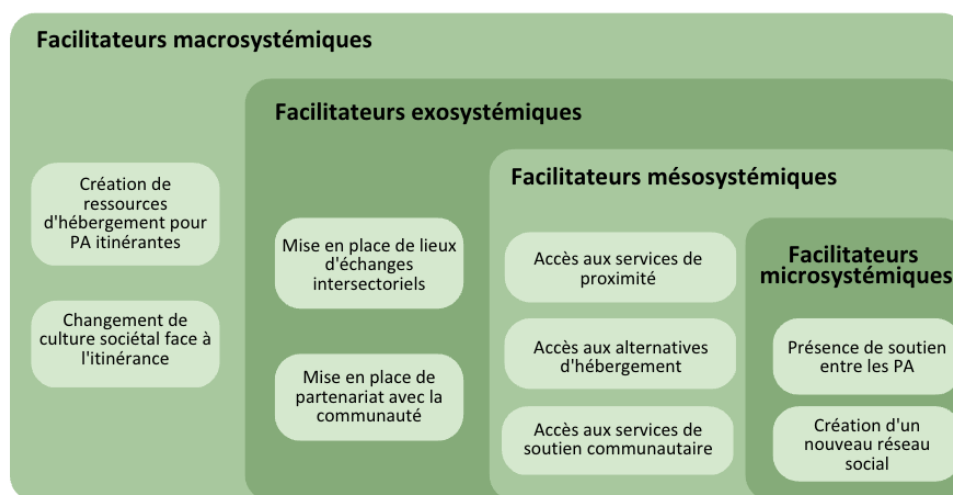 Facilitateurs macrosystémiques
Création de
ressources
d'hébergement pour
PA itinérantes
Changement de
culture sociétal face à
l'itinérance
Facilitateurs exosystémiques
Mise en place de lieux
d'échanges
intersectoriels
Mise en place de
partenariat avec la
communauté
Facilitateurs mésosystémiques
Accès aux services de
proximité
Accès aux alternatives
d'hébergement
Accès aux services de
soutien communautaire
Facilitateurs
microsystémiques
Présence de soutien
entre les PA
Création d'un
nouveau réseau
social